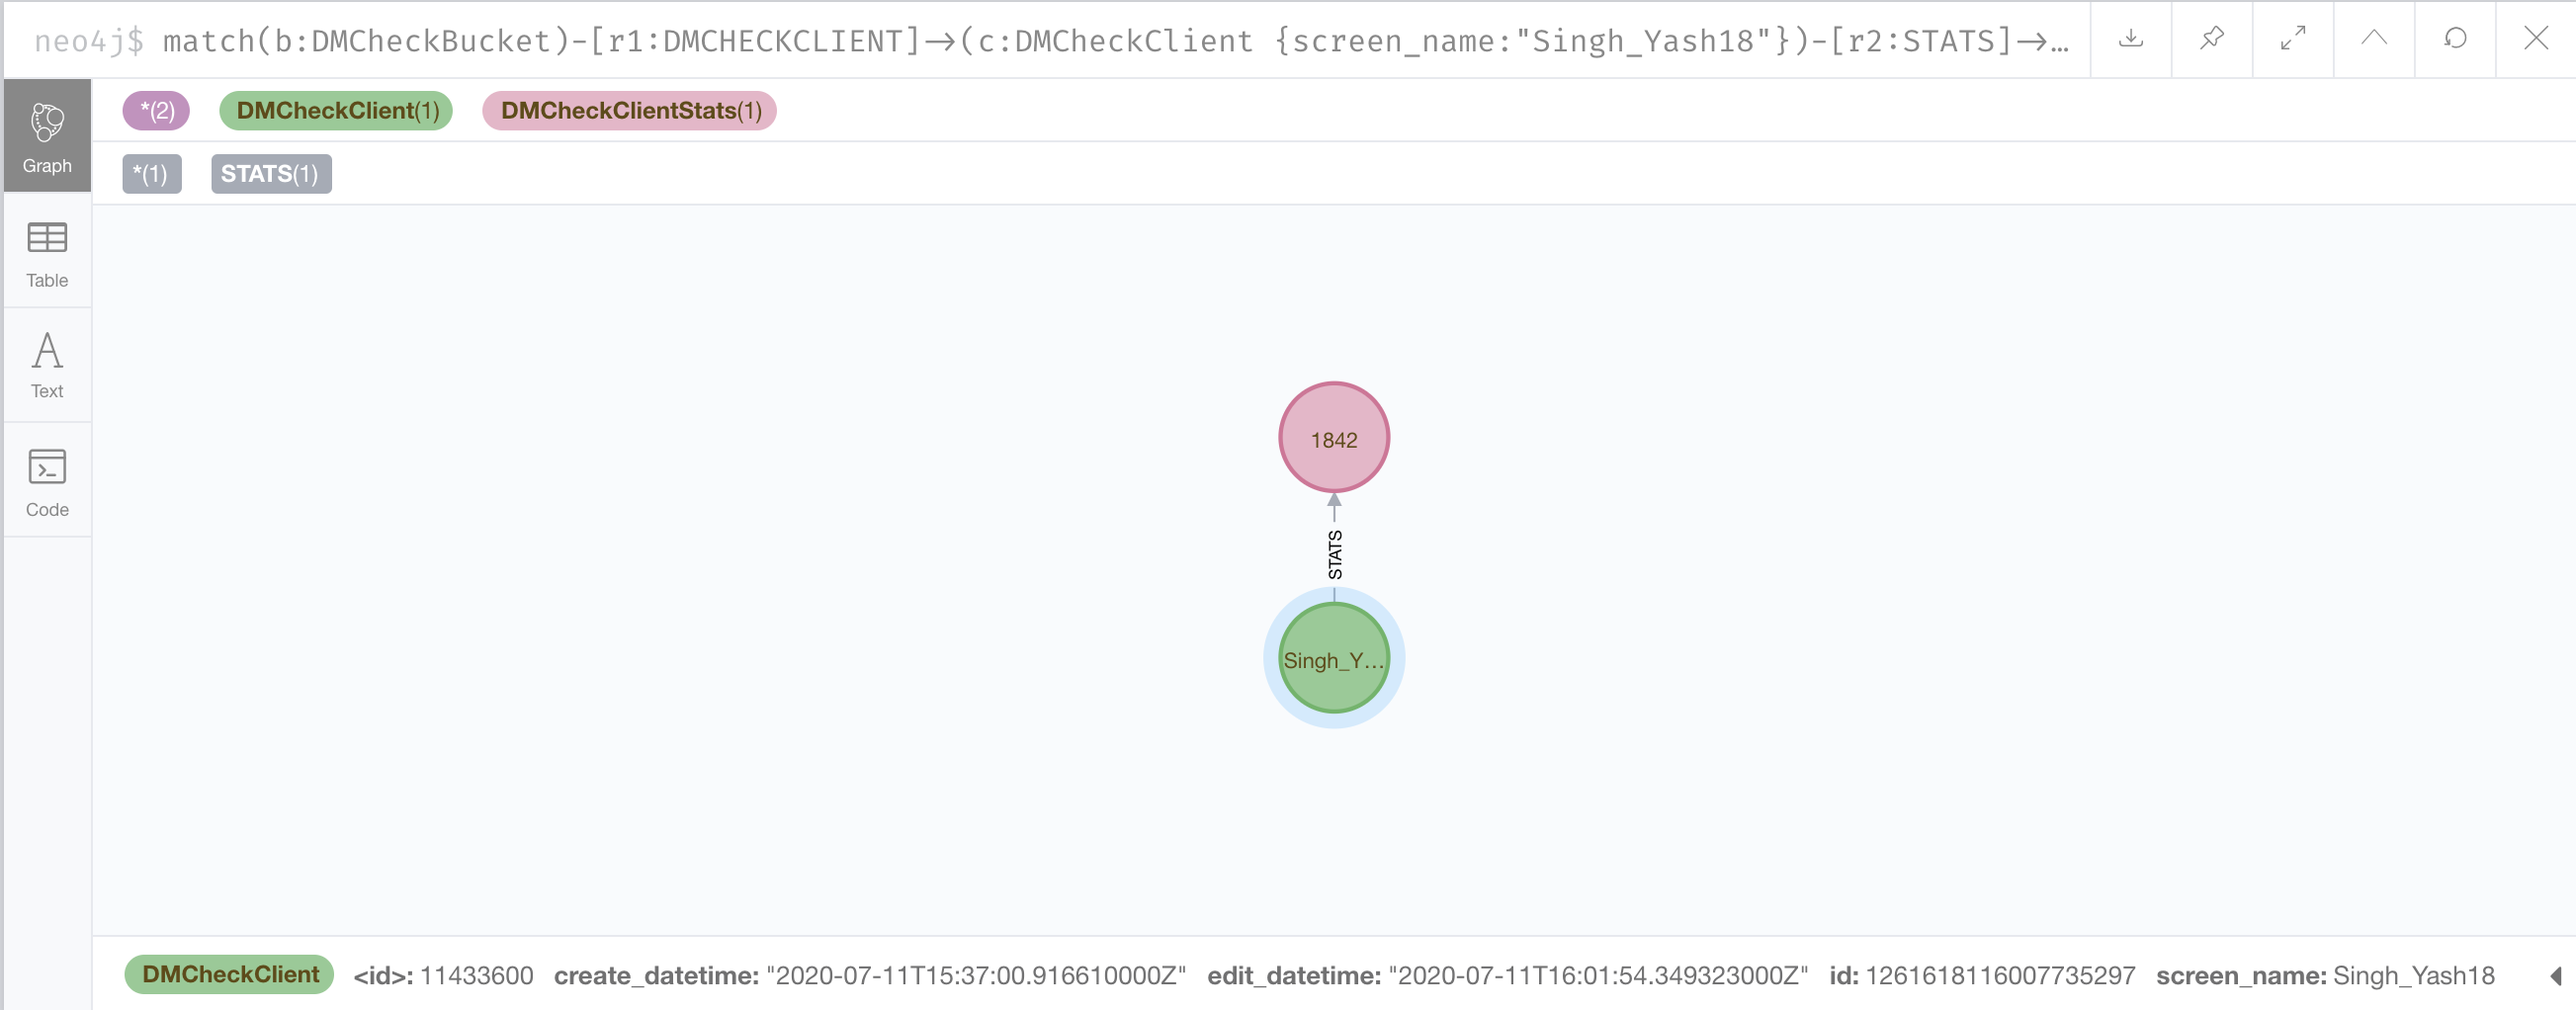 neo4j$ match(b:DMCheckBucket)-[r1:DMCHECKCLIENT]→(c:DMCheckClient {screen_name:"Singh_Yash18"})-[r2:STATS]→…
*(2) DMCheckClient(1) DMCheckClientStats(1)
*(1) STATS(1)
Graph
Table
Text
Code
1842
STATS
Singh_Y…
DMCheckClient <id>: 11433600 create_datetime: "2020-07-11T15:37:00.916610000Z" edit_datetime: "2020-07-11T16:01:54.349323000Z" id: 1261618116007735297 screen_name: Singh_Yash18